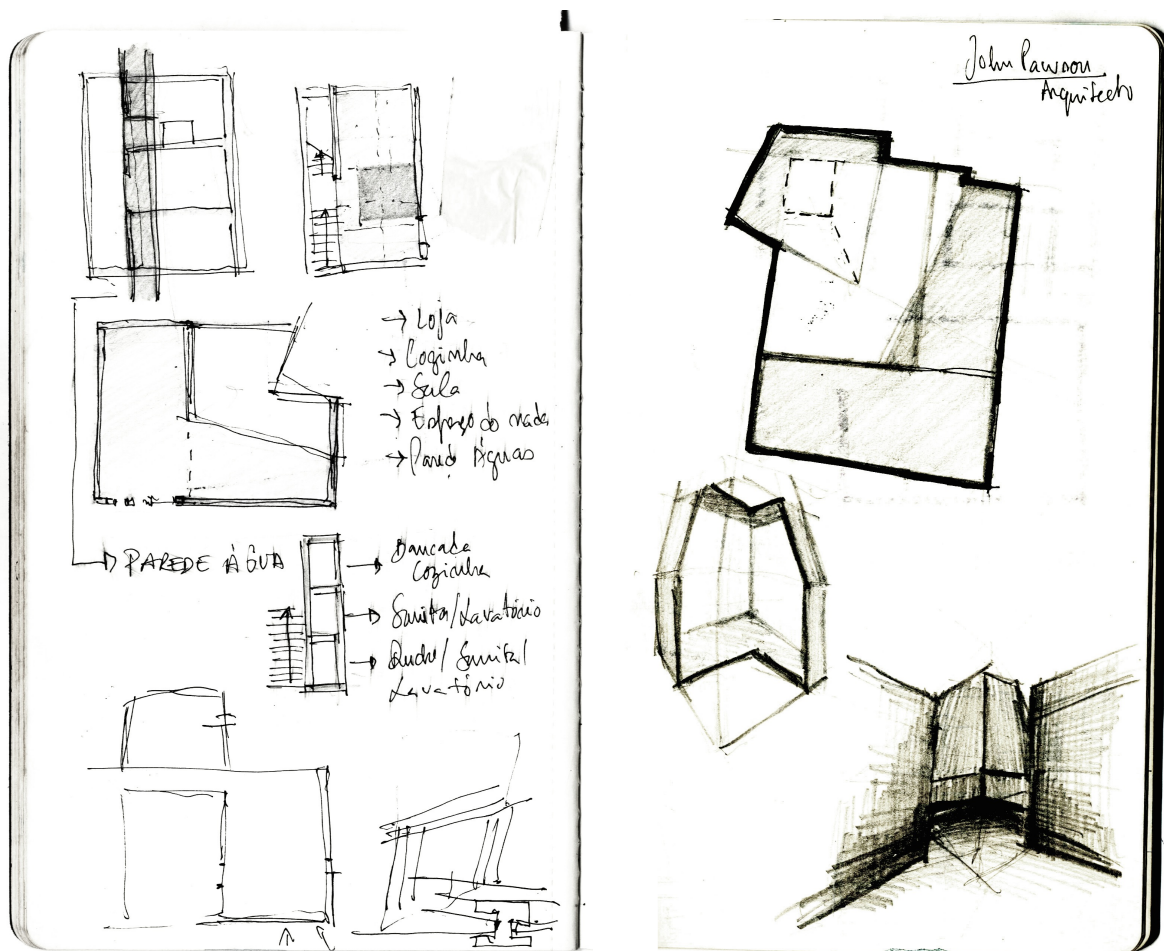 → Loja
→ Cozinha
→ Sala
→ Espaço do nada
→ Águas
→ PAREDE ÁGUA
→ Bancada
Cozinha
→ Sanita/Lavatório
→ Duche/Sanita/
Lavatório
John Pawson
Arquitecto